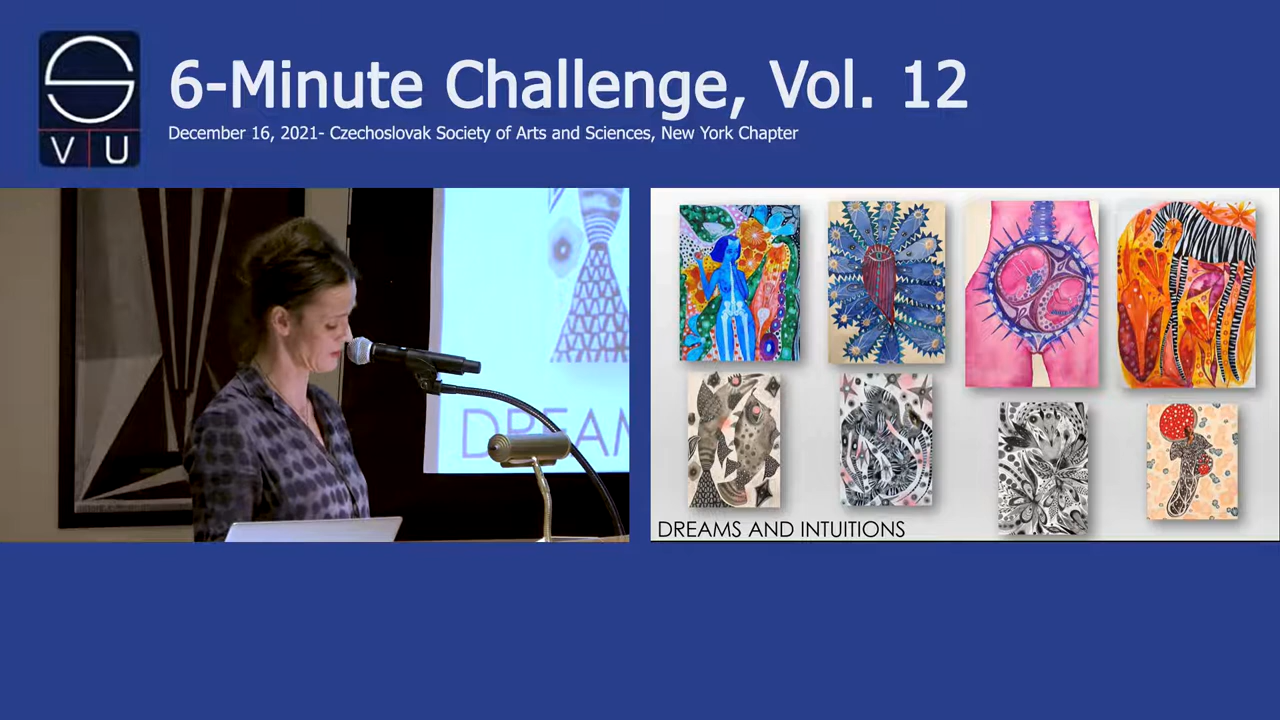 S
V U
6-Minute Challenge, Vol. 12
December 16, 2021- Czechoslovak Society of Arts and Sciences, New York Chapter
DREAM
DREAMS AND INTUITIONS